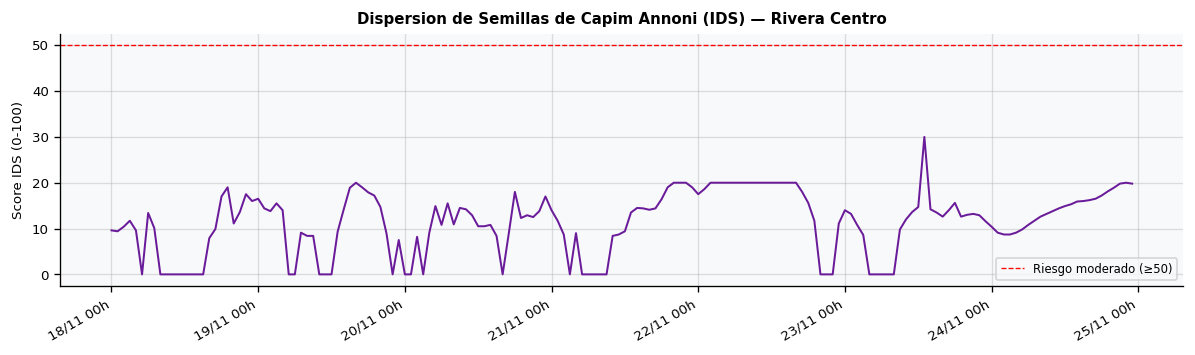 Dispersion de Semillas de Capim Annoni (IDS) — Rivera Centro
Score IDS (0-100)
50
40
30
20
10
0
Riesgo moderado (≥50)
18/11 00h
19/11 00h
20/11 00h
21/11 00h
22/11 00h
23/11 00h
24/11 00h
25/11 00h